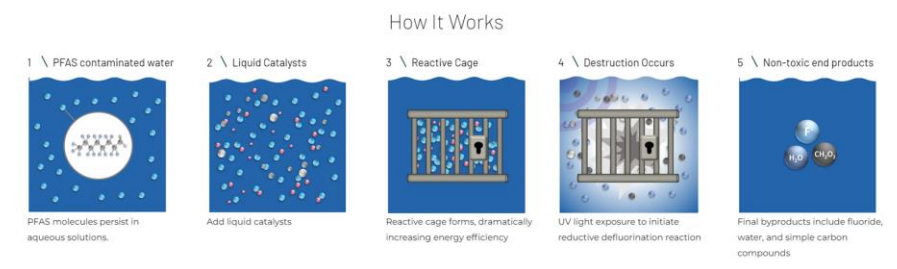 How It Works
1 \ PFAS contaminated water
2 \ Liquid Catalysts
3 \ Reactive Cage
4 \ Destruction Occurs
5 \ Non-toxic end products
F⁻
H₂O
CH₂O₂
PFAS molecules persist in
aqueous solutions.
Add liquid catalysts
Reactive cage forms, dramatically
increasing energy efficiency
UV light exposure to initiate
reductive defluorination reaction
Final byproducts include fluoride,
water, and simple carbon
compounds